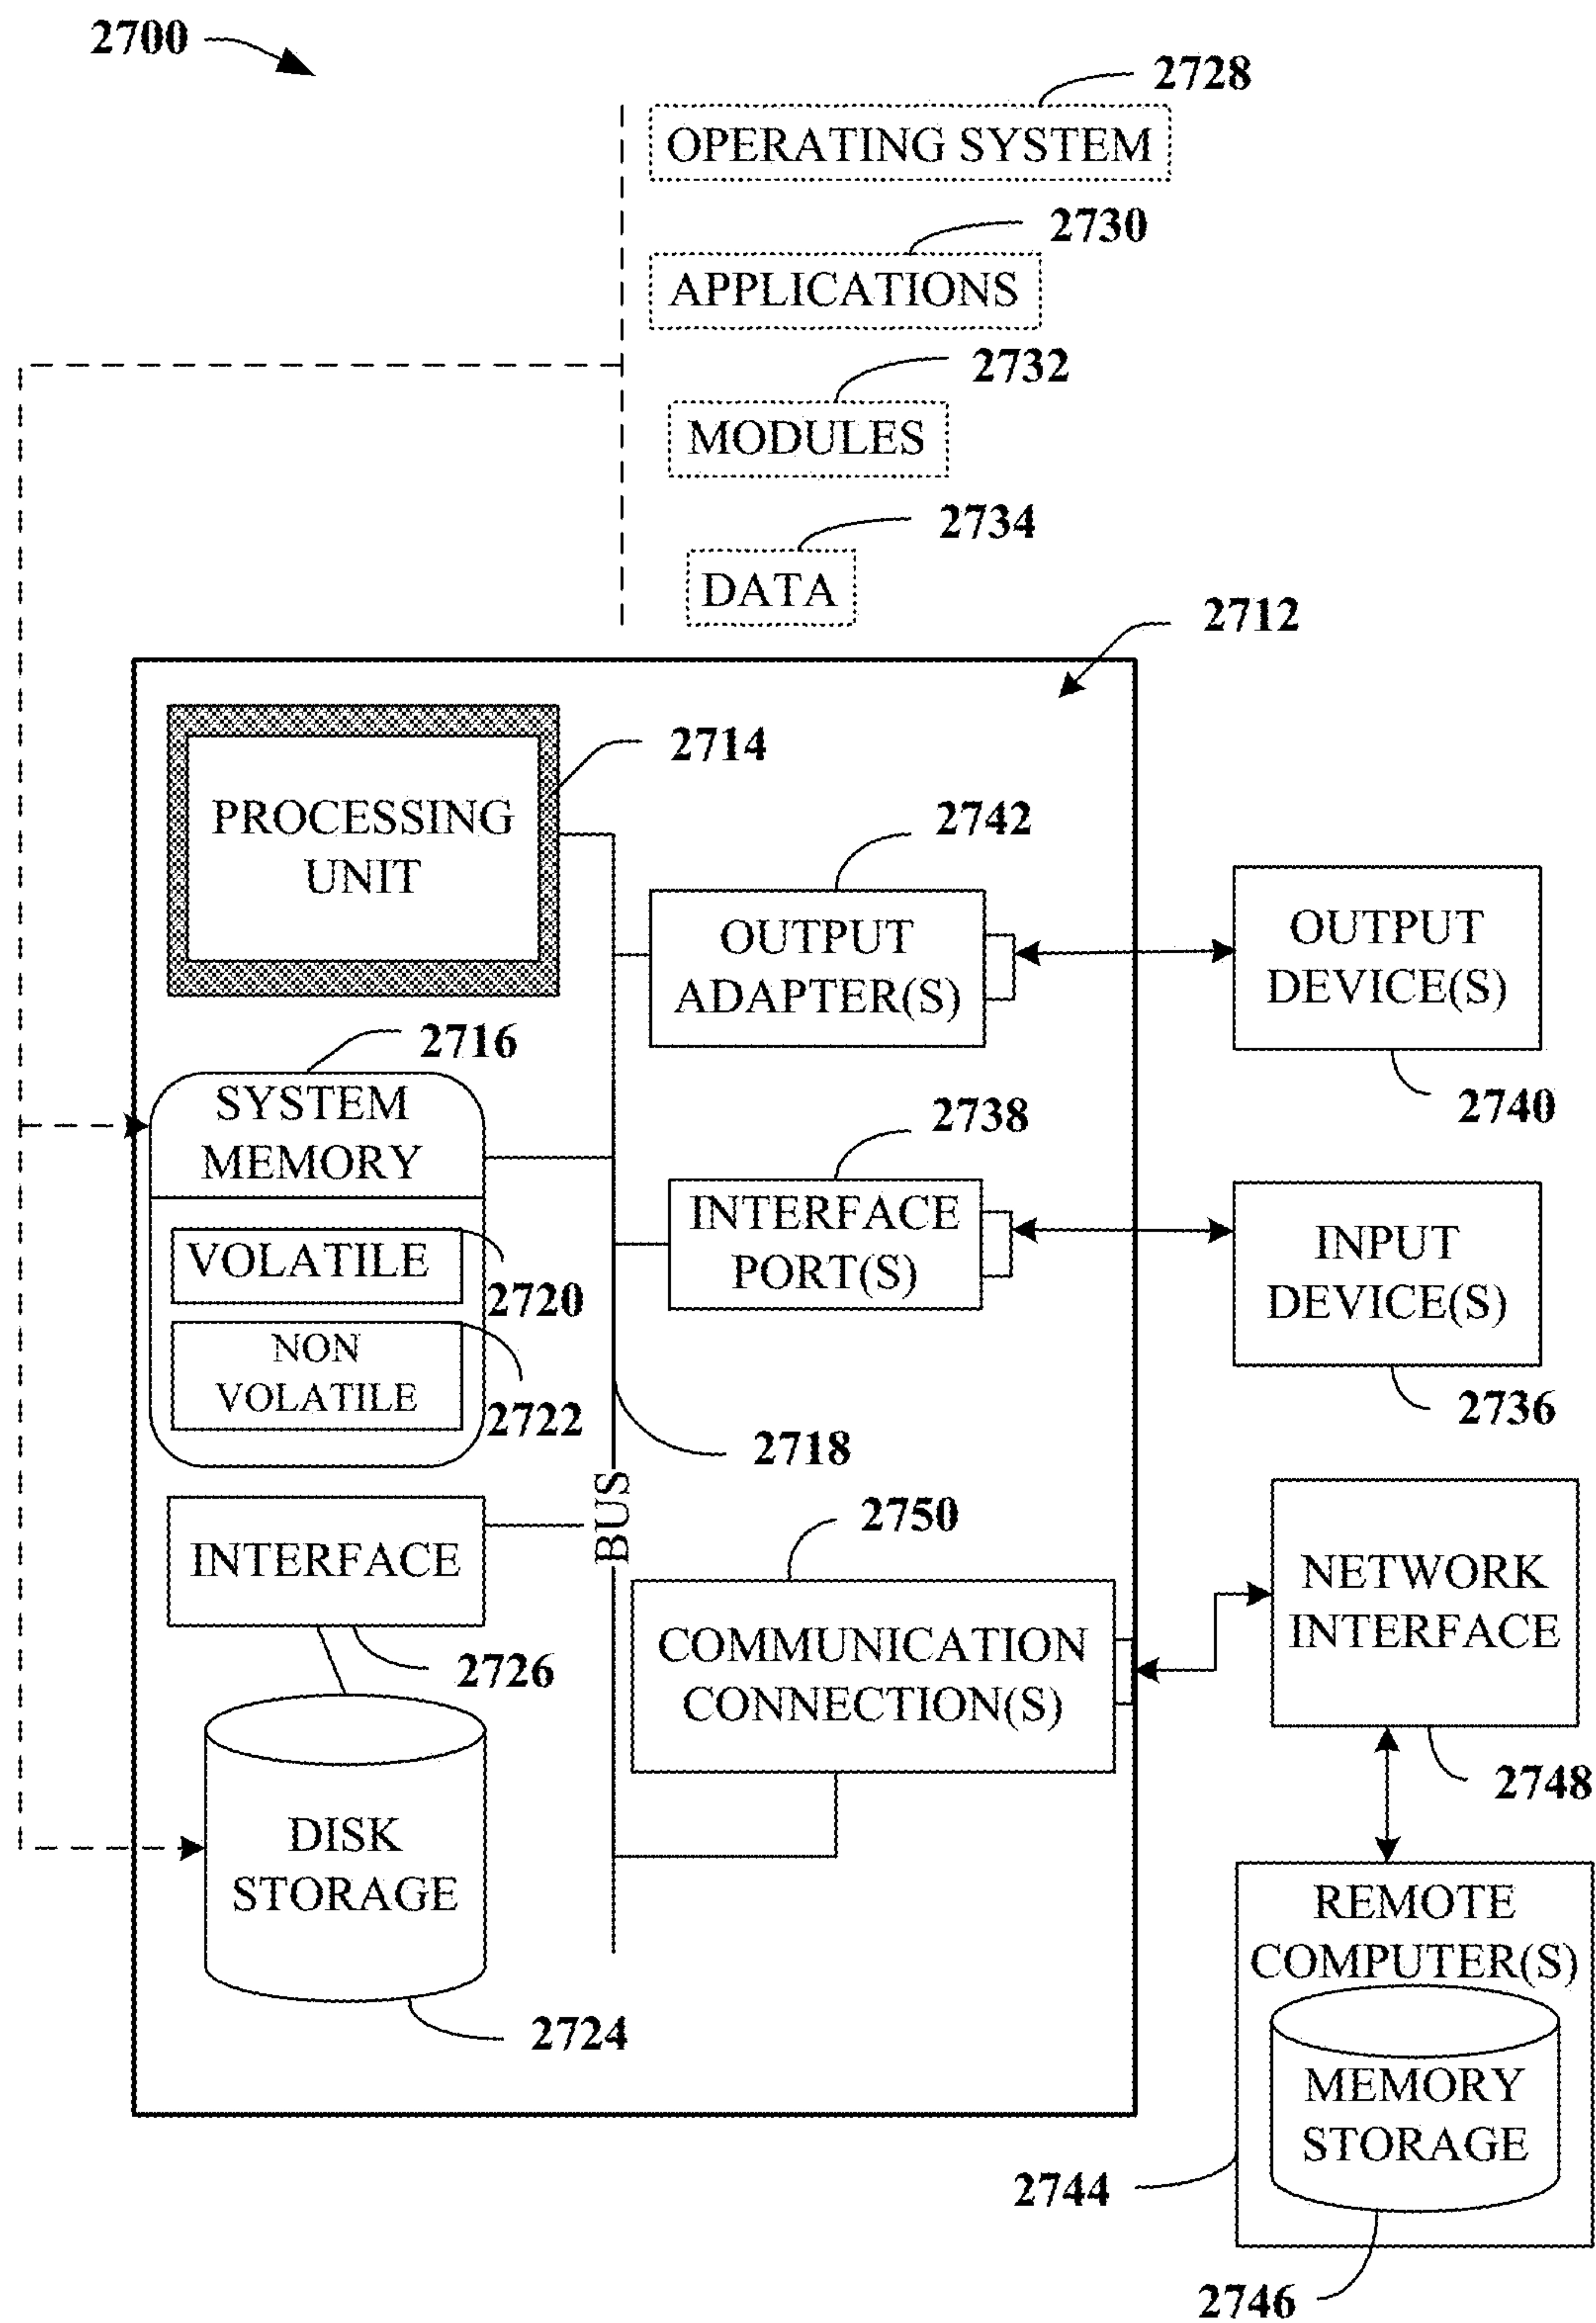 2700
2728
OPERATING SYSTEM
2730
APPLICATIONS
2732
MODULES
2734
DATA
2712
2714
PROCESSING
UNIT
2742
OUTPUT
ADAPTER(S)
OUTPUT
DEVICE(S)
2740
2716
SYSTEM
MEMORY
VOLATILE
2720
NON
VOLATILE
2722
2738
INTERFACE
PORT(S)
INPUT
DEVICE(S)
2736
2718
BUS
INTERFACE
2726
2750
COMMUNICATION
CONNECTION(S)
NETWORK
INTERFACE
2748
DISK
STORAGE
2724
REMOTE
COMPUTER(S)
MEMORY
STORAGE
2744
2746